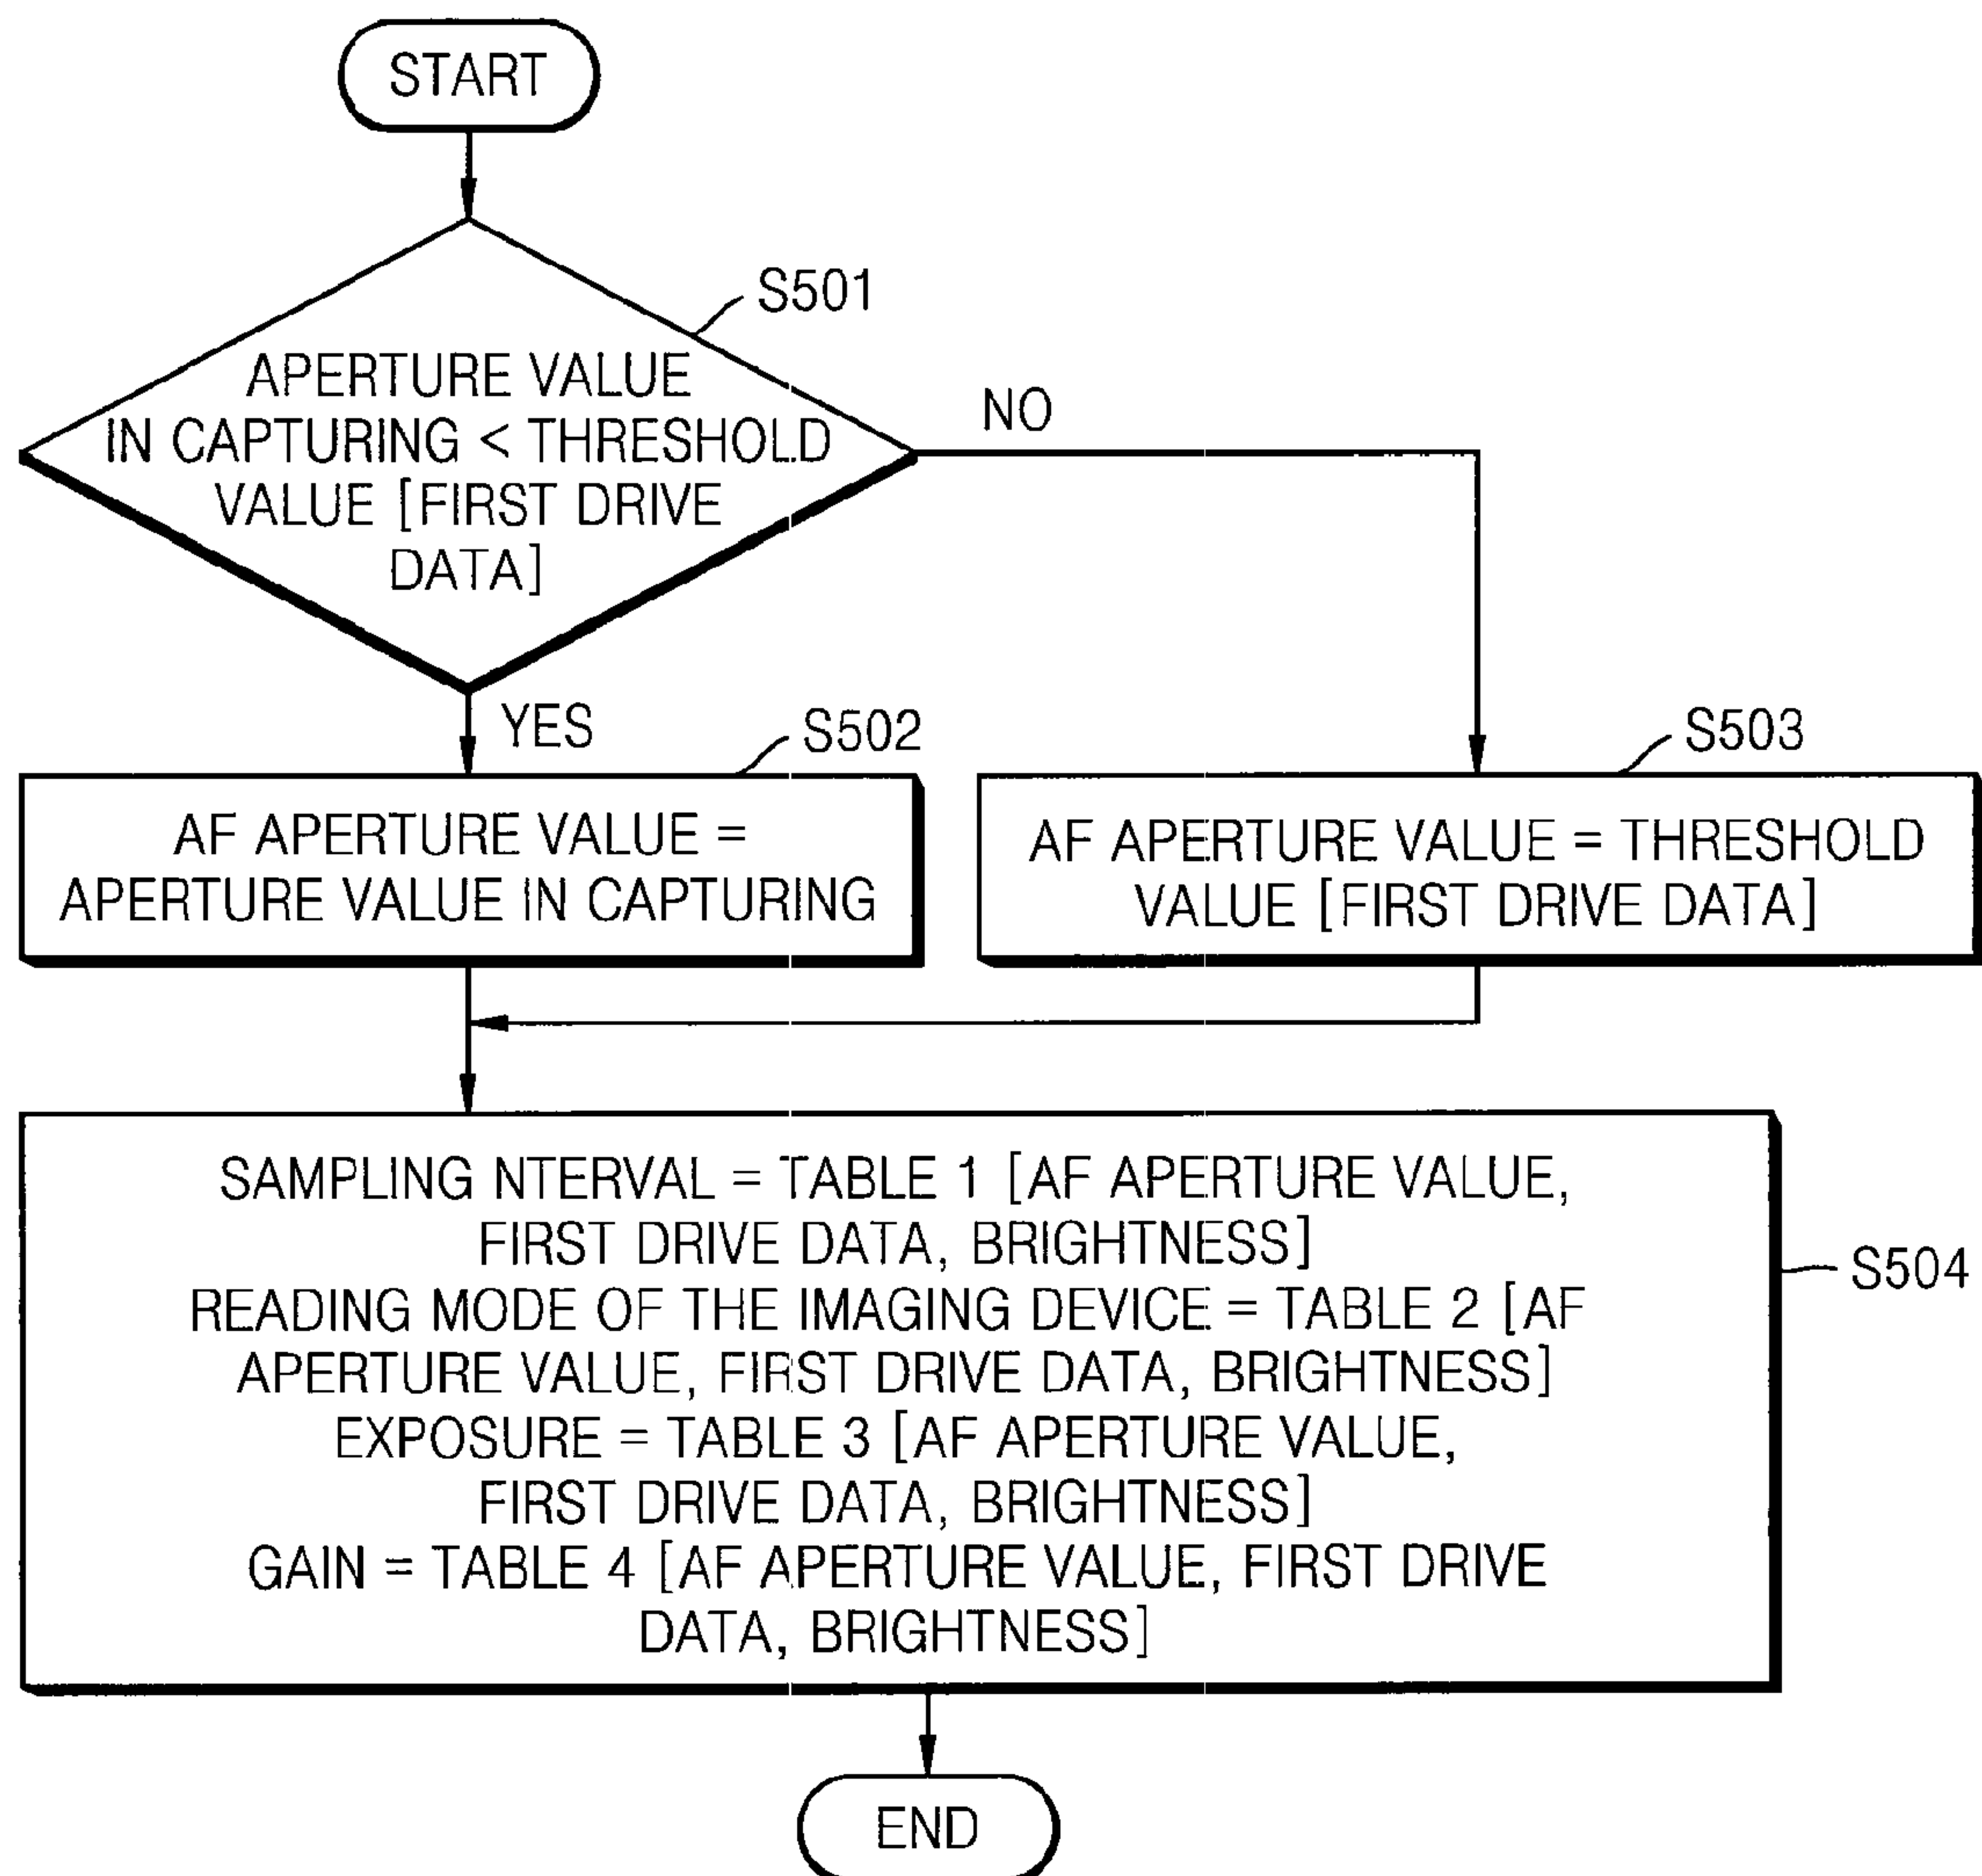 START
S501
APERTURE VALUE
IN CAPTURING < THRESHOLD
VALUE [FIRST DRIVE
DATA]
NO
YES
S502
S503
AF APERTURE VALUE =
APERTURE VALUE IN CAPTURING
AF APERTURE VALUE = THRESHOLD
VALUE [FIRST DRIVE DATA]
SAMPLING NTERVAL = TABLE 1 [AF APERTURE VALUE,
FIRST DRIVE DATA, BRIGHTNESS]
READING MODE OF THE IMAGING DEVICE = TABLE 2 [AF
APERTURE VALUE, FIRST DRIVE DATA, BRIGHTNESS]
EXPOSURE = TABLE 3 [AF APERTURE VALUE,
FIRST DRIVE DATA, BRIGHTNESS]
GAIN = TABLE 4 [AF APERTURE VALUE, FIRST DRIVE
DATA, BRIGHTNESS]
S504
END